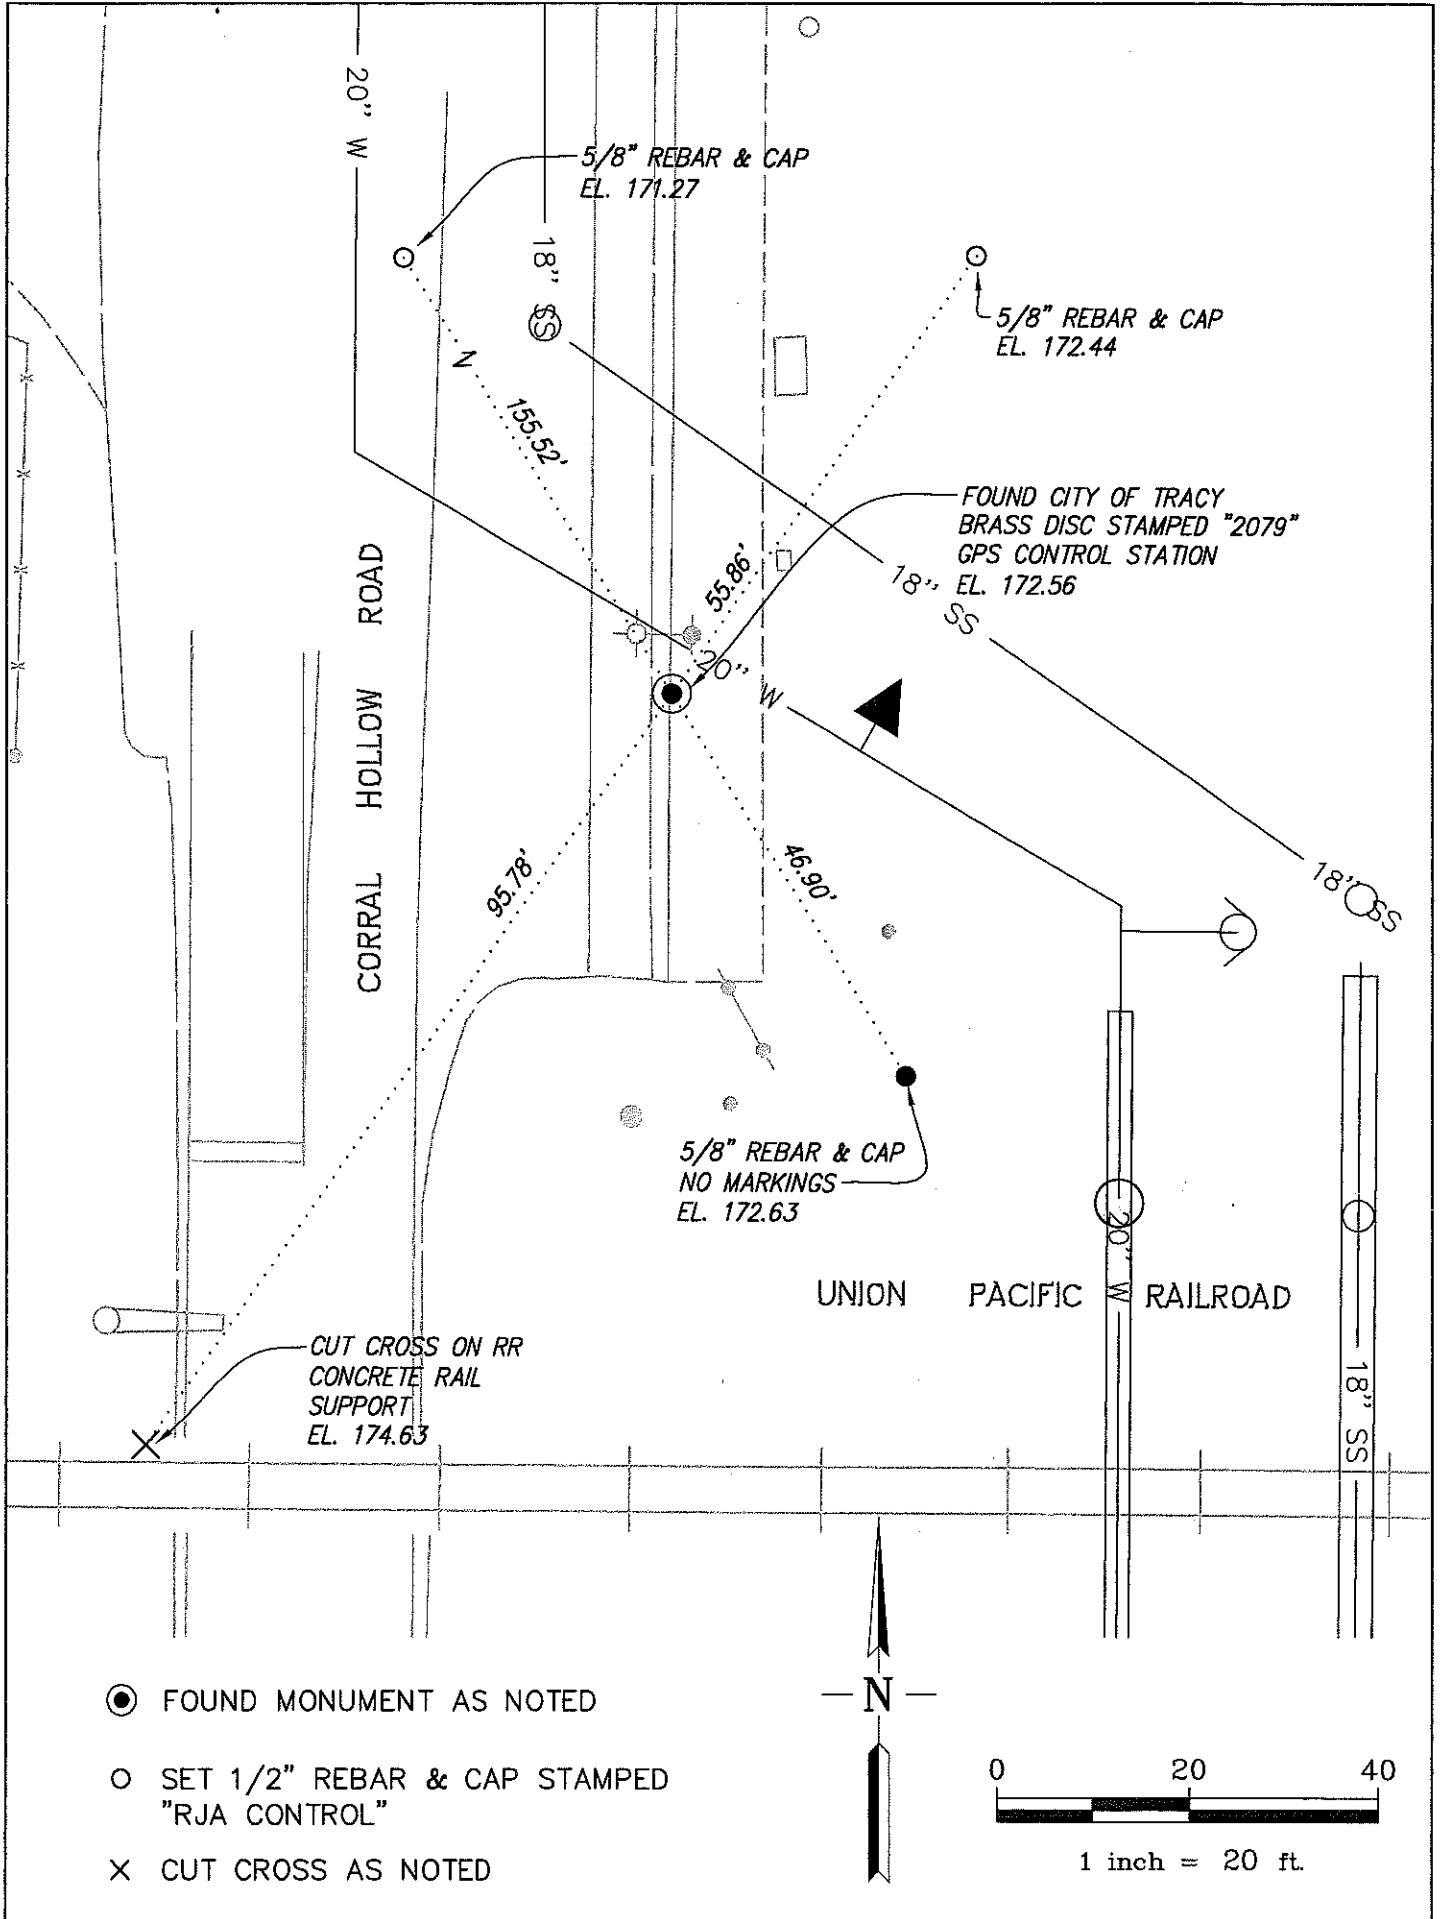 20" W
5/8" REBAR & CAP
EL. 171.27
18" SS
5/8" REBAR & CAP
EL. 172.44
N
155.52'
FOUND CITY OF TRACY
BRASS DISC STAMPED "2079"
GPS CONTROL STATION
EL. 172.56
55.86'
18" SS
CORRAL HOLLOW ROAD
20" W
95.78'
46.90'
18" SS
5/8" REBAR & CAP
NO MARKINGS
EL. 172.63
20" W
UNION PACIFIC RAILROAD
CUT CROSS ON RR
CONCRETE RAIL
SUPPORT
EL. 174.63
18" SS
FOUND MONUMENT AS NOTED
N
SET 1/2" REBAR & CAP STAMPED
"RJA CONTROL"
0 20 40
1 inch = 20 ft.
CUT CROSS AS NOTED